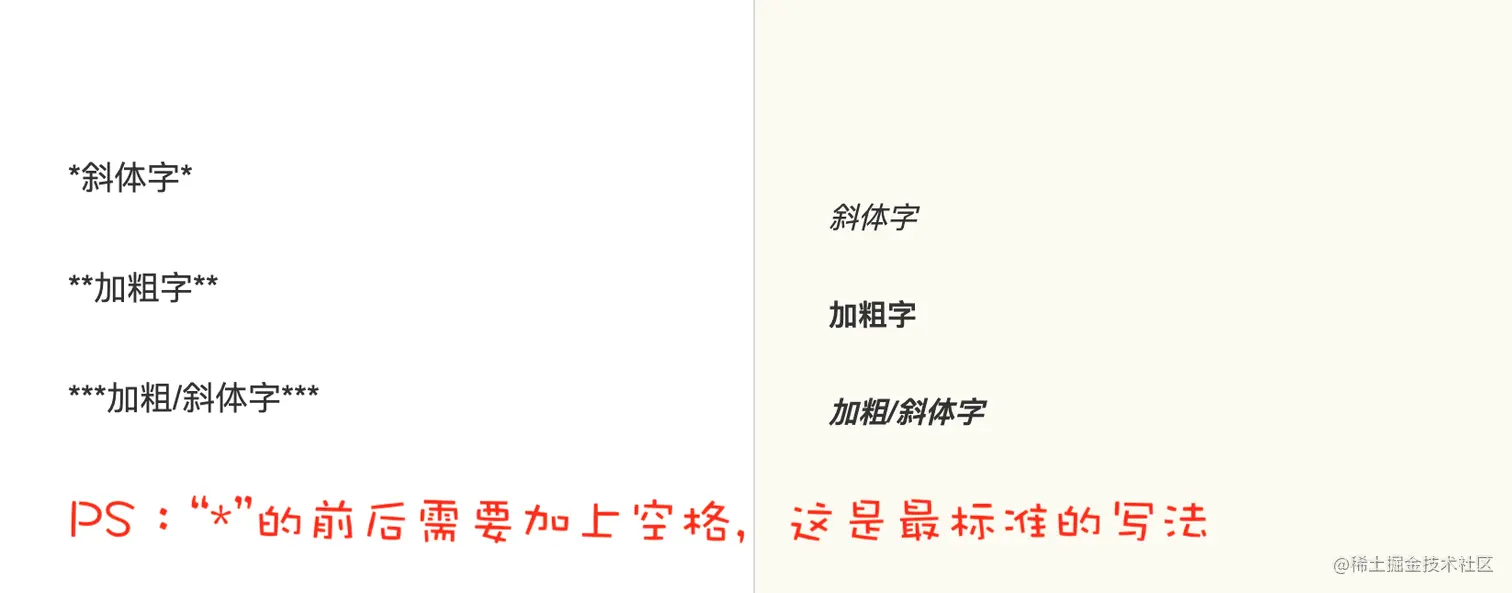 *斜体字*
斜体字
**加粗字**
加粗字
***加粗/斜体字***
加粗/斜体字
PS：“*”的前后需要加上空格，这是最标准的写法
@稀土掘金技术社区